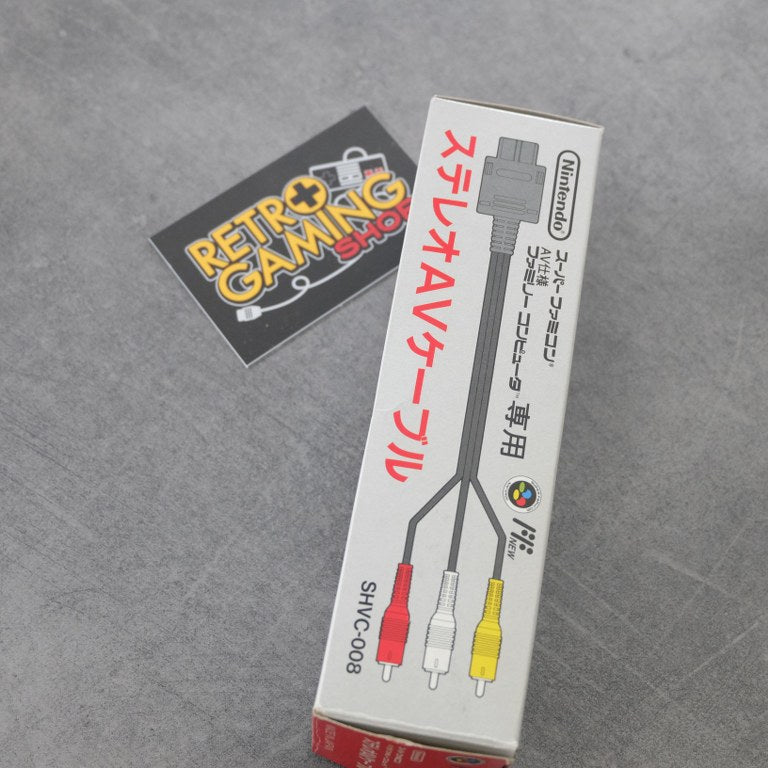 RETRO
GAMING
SHOP
Nintendo®
スーパーファミコン®
AV仕様
ファミリーコンピュータ™専用
ステレオAVケーブル
NEW
SHVC-008